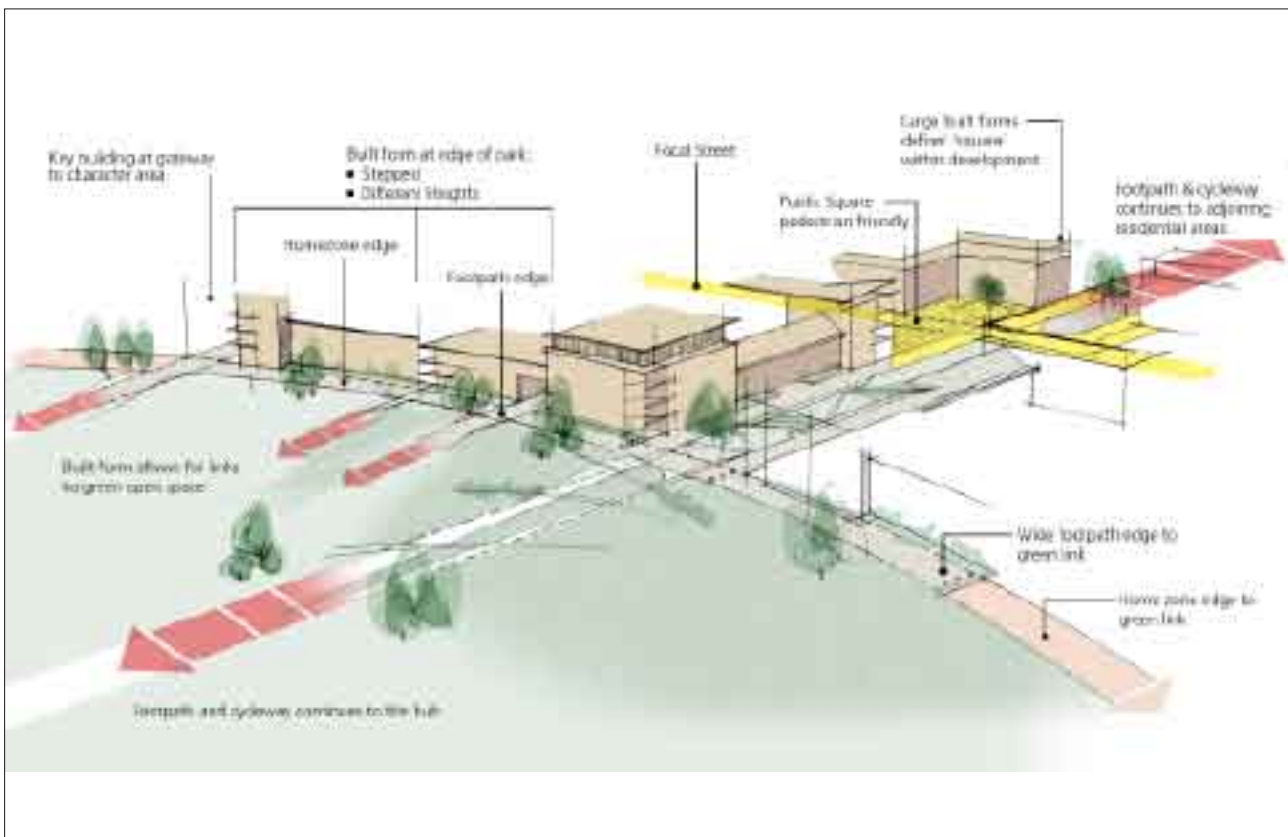 Key building at gateway
to character area
Built form at edge of park:
Stepped
Different Heights
Homezone edge
Footpath edge
Focal Street
Public Square
pedestrian friendly
Large built forms
define 'square'
within development
Footpath & cycleway
continues to adjoining
residential areas
Built form allows for links
to green open space
Wide footpath edge to
green link
Home zone edge to
green link
Footpath and cycleway continues to the hub